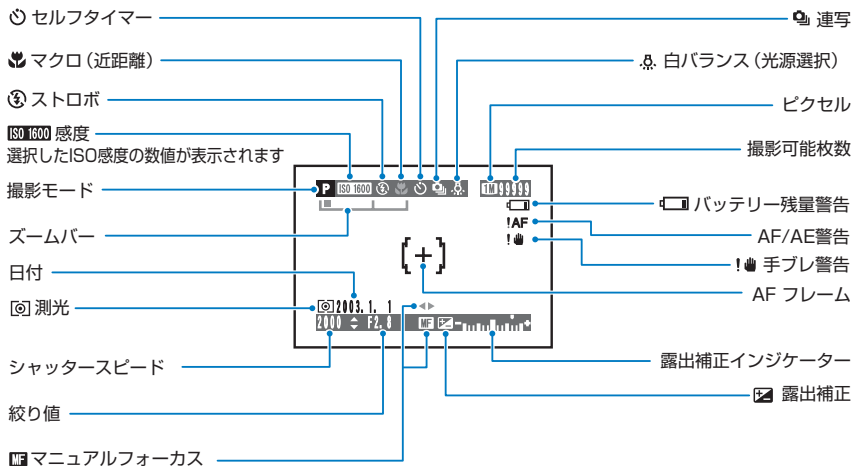 セルフタイマー
マクロ（近距離）
ストロボ
ISO 1600 感度
選択したISO感度の数値が表示されます
撮影モード
ズームバー
日付
測光
シャッタースピード
絞り値
MF マニュアルフォーカス
P ISO 1600 1M 99999
!AF
!
[+]
2003. 1. 1
2000 F2.8 MF - +
連写
白バランス（光源選択）
ピクセル
撮影可能枚数
バッテリー残量警告
AF/AE警告
! 手ブレ警告
AF フレーム
露出補正インジケーター
露出補正